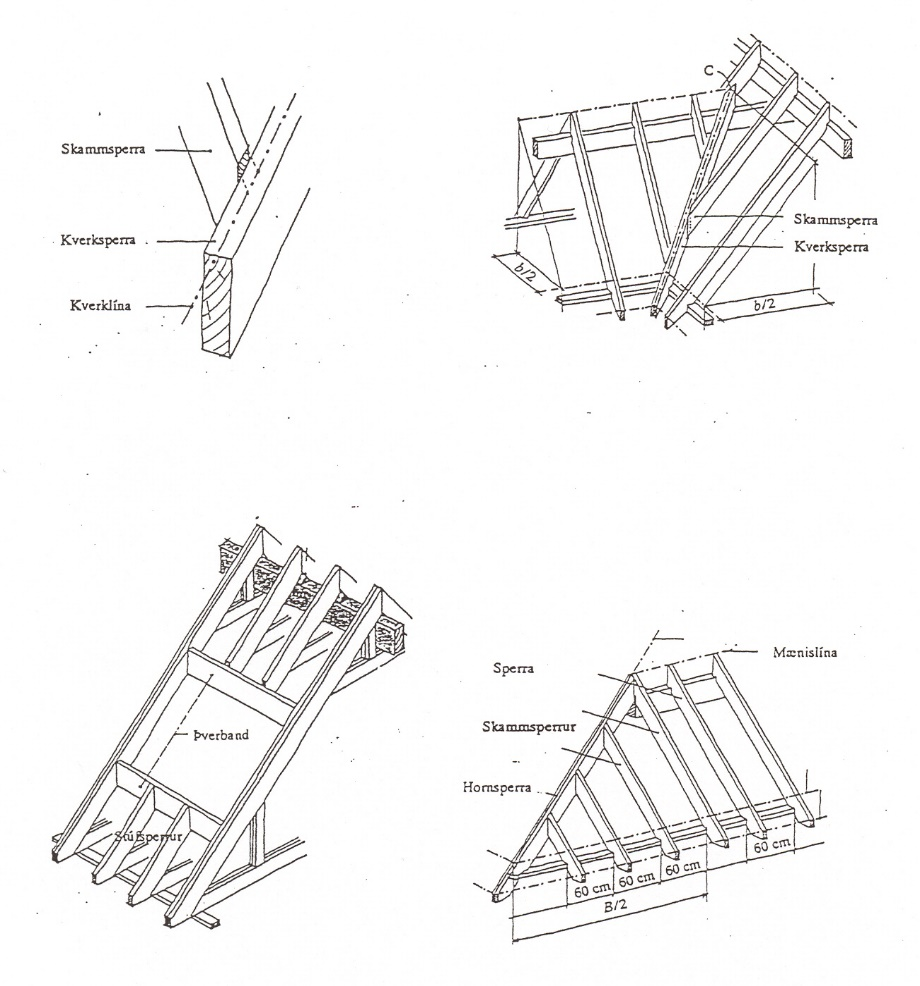 Skammsperra
Kverksperra
Kverklína
C
Skammsperra
Kverksperra
b/2
b/2
Þverband
Stúfsperrur
Mænislína
Sperra
Skammsperrur
Hornsperra
60 cm
60 cm
60 cm
60 cm
B/2